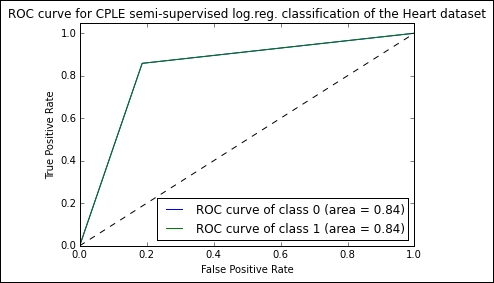 ROC curve for CPLE semi-supervised log.reg. classification of the Heart dataset
1.0
0.8
0.6
0.4
0.2
0.0
True Positive Rate
ROC curve of class 0 (area = 0.84)
ROC curve of class 1 (area = 0.84)
0.0 0.2 0.4 0.6 0.8 1.0
False Positive Rate